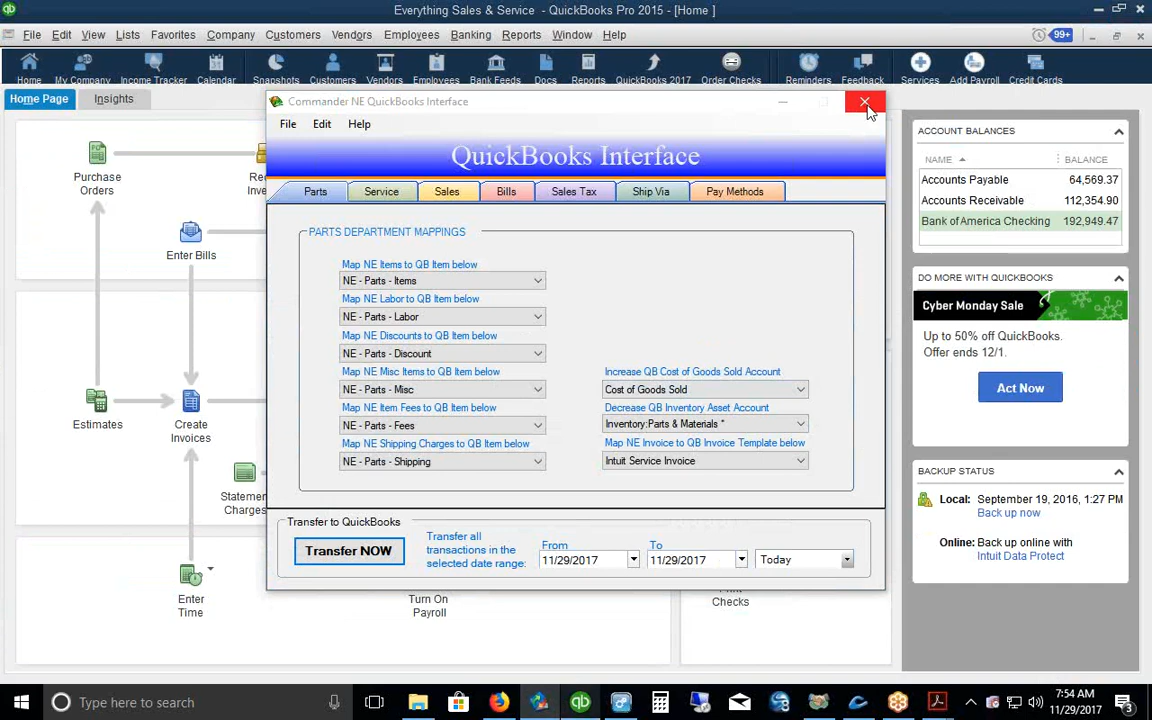 Everything Sales & Service - QuickBooks Pro 2015 - [Home ]
File Edit View Lists Favorites Company Customers Vendors Employees Banking Reports Window Help 99+
Home My Company Income Tracker Calendar Snapshots Customers Vendors Employees Bank Feeds Docs Reports QuickBooks 2017 Order Checks Reminders Feedback Services Add Payroll Credit Cards
Home Page Insights
Commander NE QuickBooks Interface
File Edit Help
QuickBooks Interface
Parts Service Sales Bills Sales Tax Ship Via Pay Methods
PARTS DEPARTMENT MAPPINGS
Map NE Items to QB Item below
NE - Parts - Items
Map NE Labor to QB Item below
NE - Parts - Labor
Map NE Discounts to QB Item below
NE - Parts - Discount
Map NE Misc Items to QB Item below
NE - Parts - Misc
Map NE Item Fees to QB Item below
NE - Parts - Fees
Map NE Shipping Charges to QB Item below
NE - Parts - Shipping
Increase QB Cost of Goods Sold Account
Cost of Goods Sold
Decrease QB Inventory Asset Account
Inventory:Parts & Materials *
Map NE Invoice to QB Invoice Template below
Intuit Service Invoice
Transfer to QuickBooks
Transfer NOW
Transfer all
transactions in the
selected date range:
From
11/29/2017
To
11/29/2017
Today
Purchase
Orders
Enter Bills
Estimates
Create
Invoices
Enter
Time
Turn On
Payroll
Checks
ACCOUNT BALANCES
NAME BALANCE
Accounts Payable 64,569.37
Accounts Receivable 112,354.90
Bank of America Checking 192,949.47
DO MORE WITH QUICKBOOKS
Cyber Monday Sale
Up to 50% off QuickBooks.
Offer ends 12/1.
Act Now
BACKUP STATUS
Local: September 19, 2016, 1:27 PM
Back up now
Online: Back up online with
Intuit Data Protect
Type here to search
7:54 AM
11/29/2017
3